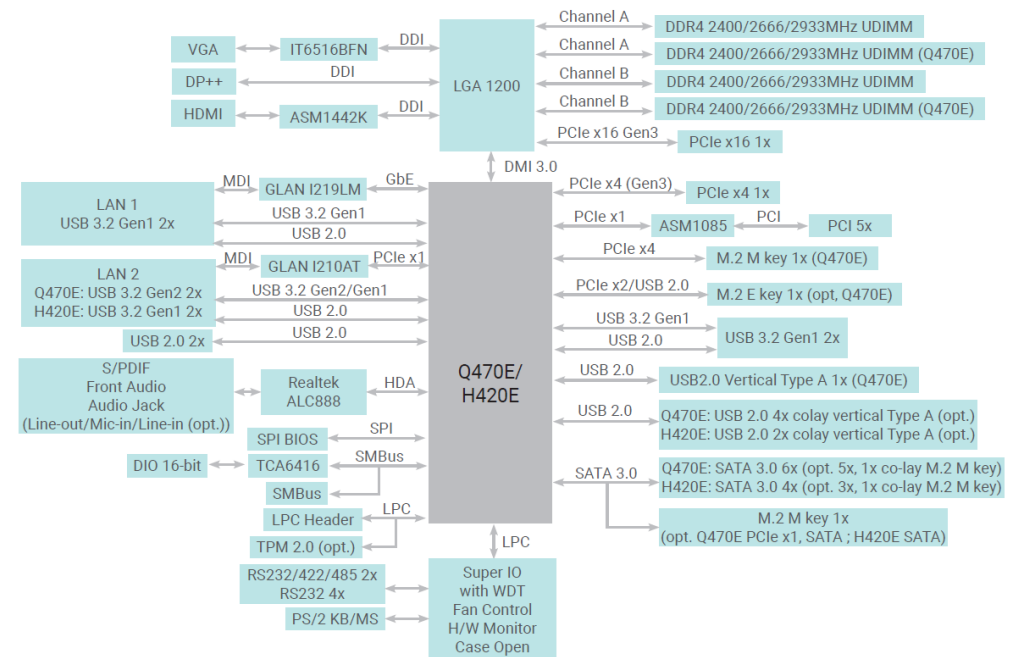 VGA
IT6516BFN
DDI
DP++
DDI
HDMI
ASM1442K
DDI
LGA 1200
Channel A
DDR4 2400/2666/2933MHz UDIMM
Channel A
DDR4 2400/2666/2933MHz UDIMM (Q470E)
Channel B
DDR4 2400/2666/2933MHz UDIMM
Channel B
DDR4 2400/2666/2933MHz UDIMM (Q470E)
PCIe x16 Gen3
PCIe x16 1x
DMI 3.0
LAN 1
USB 3.2 Gen1 2x
MDI
GLAN I219LM
GbE
USB 3.2 Gen1
USB 2.0
LAN 2
Q470E: USB 3.2 Gen2 2x
H420E: USB 3.2 Gen1 2x
MDI
GLAN I210AT
PCIe x1
USB 3.2 Gen2/Gen1
USB 2.0
USB 2.0 2x
USB 2.0
S/PDIF
Front Audio
Audio Jack
(Line-out/Mic-in/Line-in (opt.))
Realtek
ALC888
HDA
SPI BIOS
SPI
DIO 16-bit
TCA6416
SMBus
SMBus
LPC Header
LPC
TPM 2.0 (opt.)
Q470E/
H420E
PCIe x4 (Gen3)
PCIe x4 1x
PCIe x1
ASM1085
PCI
PCI 5x
PCIe x4
M.2 M key 1x (Q470E)
PCIe x2/USB 2.0
M.2 E key 1x (opt, Q470E)
USB 3.2 Gen1
USB 2.0
USB 3.2 Gen1 2x
USB 2.0
USB2.0 Vertical Type A 1x (Q470E)
USB 2.0
Q470E: USB 2.0 4x colay vertical Type A (opt.)
H420E: USB 2.0 2x colay vertical Type A (opt.)
SATA 3.0
Q470E: SATA 3.0 6x (opt. 5x, 1x co-lay M.2 M key)
H420E: SATA 3.0 4x (opt. 3x, 1x co-lay M.2 M key)
M.2 M key 1x
(opt. Q470E PCIe x1, SATA ; H420E SATA)
LPC
RS232/422/485 2x
RS232 4x
PS/2 KB/MS
Super IO
with WDT
Fan Control
H/W Monitor
Case Open